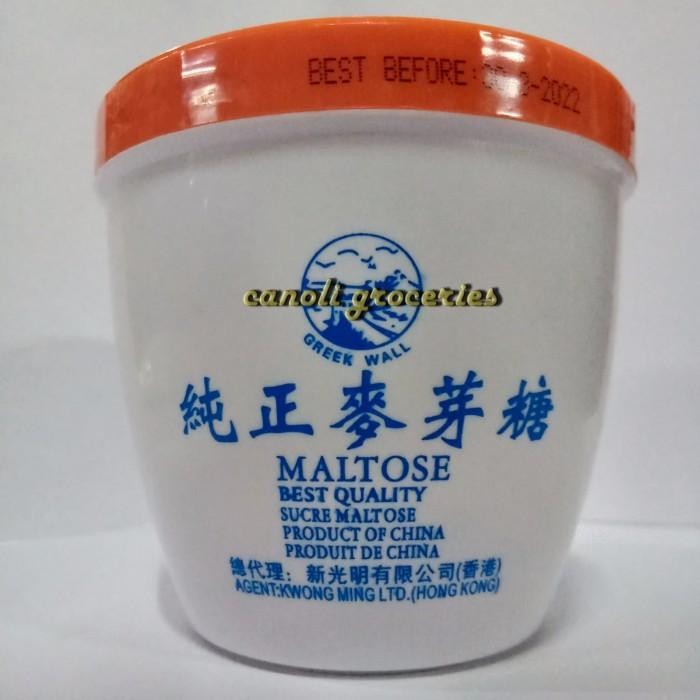 BEST BEFORE:
-2022
canoli groceries
GREEK WALL
純正麥芽糖
MALTOSE
BEST QUALITY
SUCRE MALTOSE
PRODUCT OF CHINA
PRODUIT DE CHINA
總代理：新光明有限公司(香港)
AGENT:KWONG MING LTD.(HONG KONG)